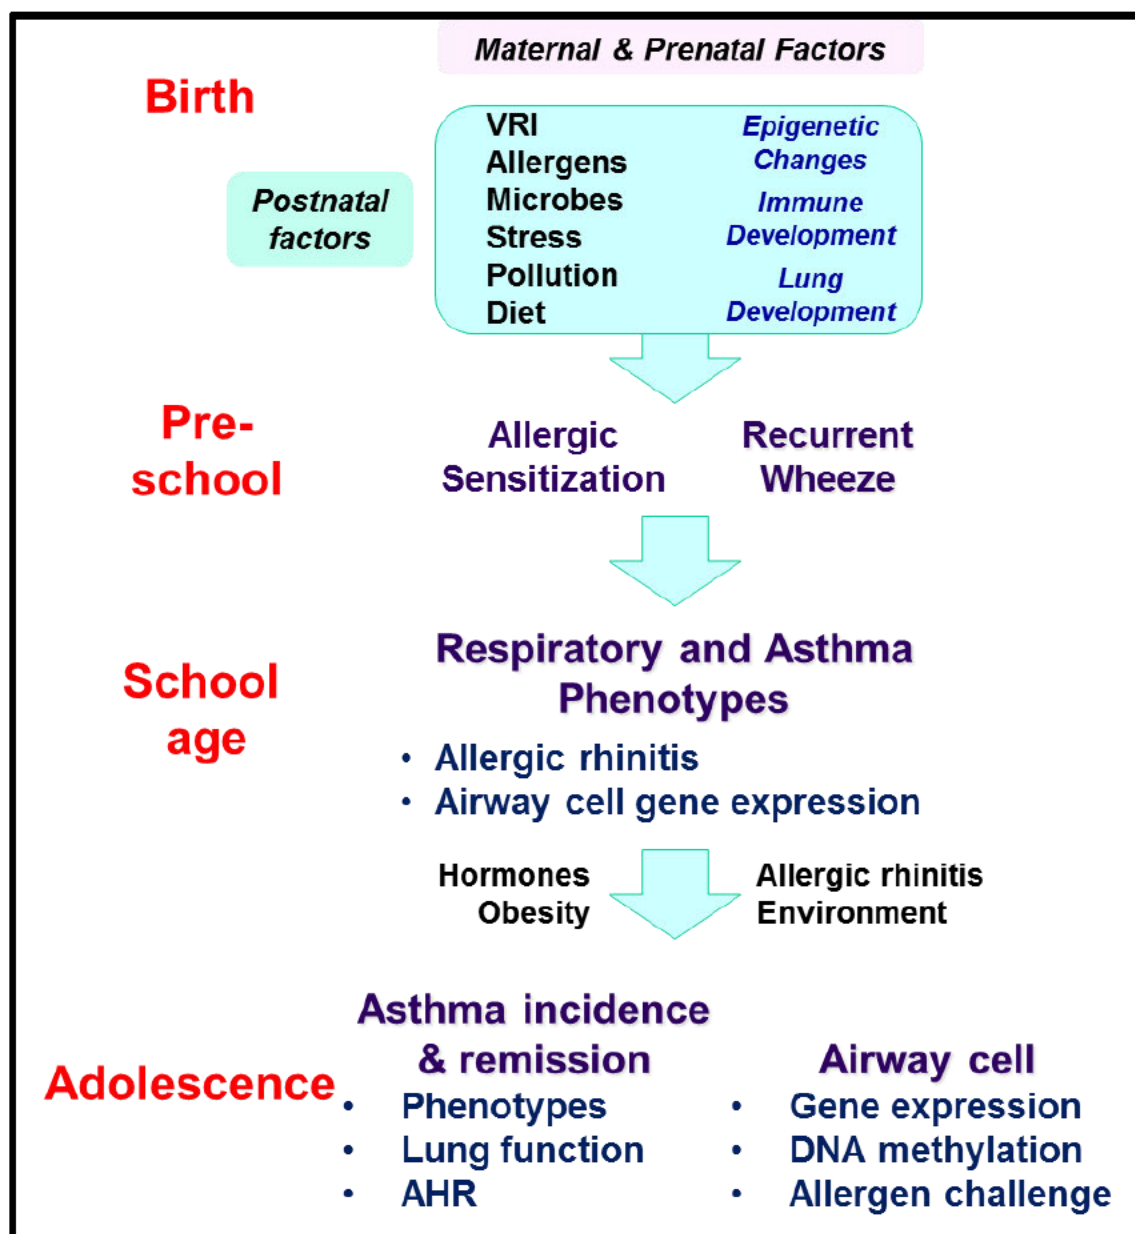 Maternal & Prenatal Factors
Birth
VRI
Allergens
Microbes
Stress
Pollution
Diet
Epigenetic
Changes
Immune
Development
Lung
Development
Postnatal
factors
Pre-
school
Allergic
Sensitization
Recurrent
Wheeze
School
age
Respiratory and Asthma
Phenotypes
• Allergic rhinitis
• Airway cell gene expression
Hormones
Obesity
Allergic rhinitis
Environment
Adolescence
Asthma incidence
& remission
• Phenotypes
• Lung function
• AHR
Airway cell
• Gene expression
• DNA methylation
• Allergen challenge